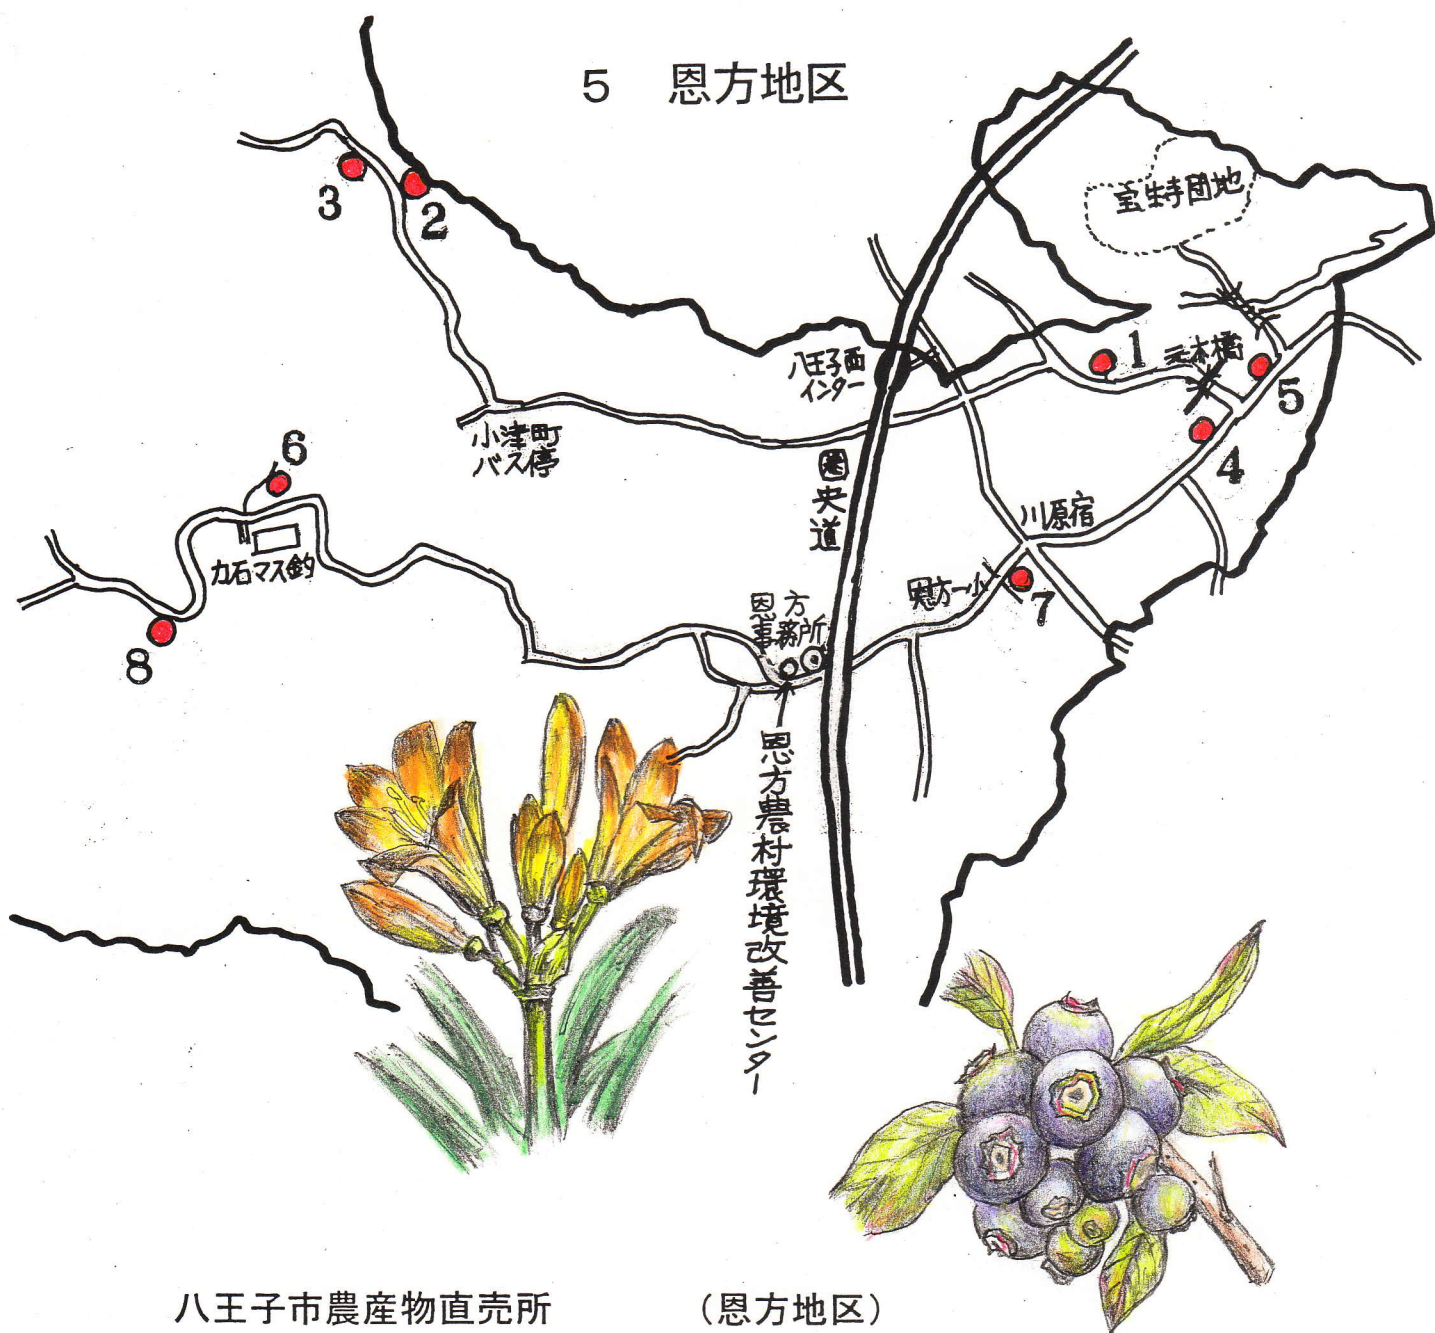 5 恩方地区
宝生寺団地
3
2
八王子西
インター
1
元木橋
5
小津町
バス停
4
6
圏央道
川原宿
力石マス釣
恩方一小
7
恩方
事務所
8
恩方農村環境改善センター
八王子市農産物直売所 (恩方地区)